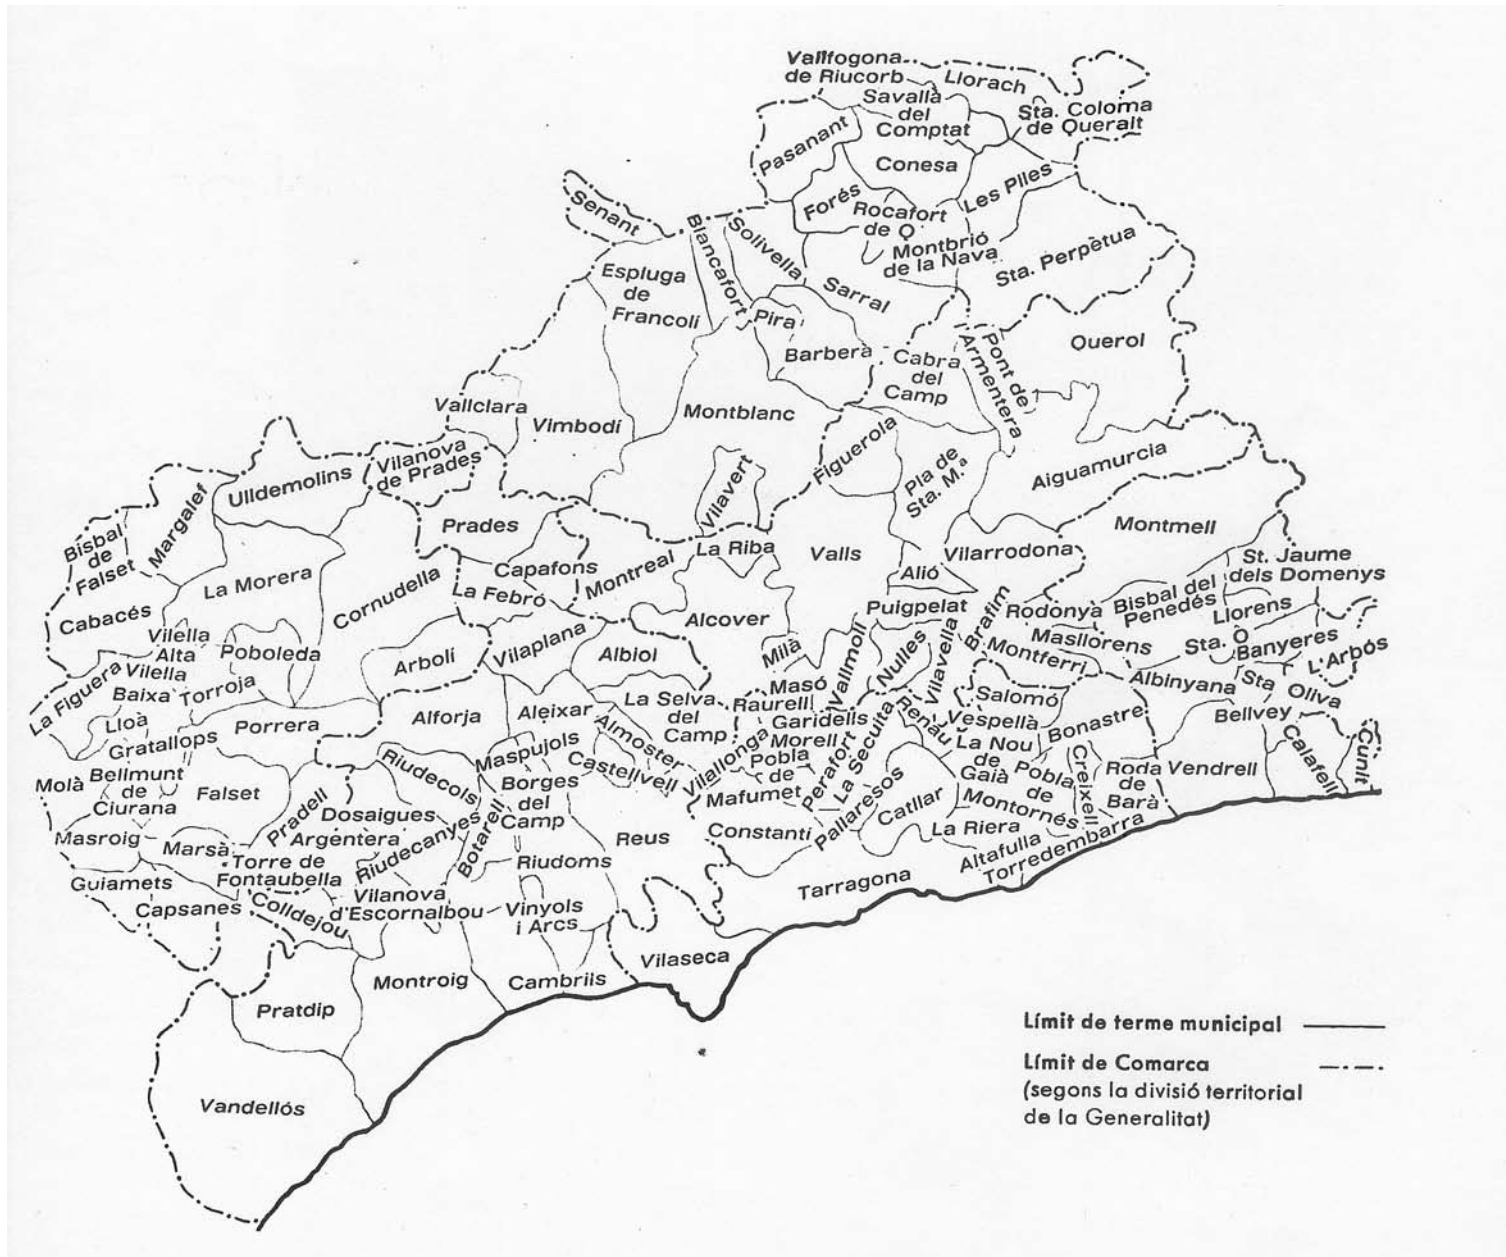 Vallfogona
de Riucorb
Llorach
Savallà
del
Comptat
Sta. Coloma
de Queralt
Pasanant
Conesa
Les Piles
Forés
Rocafort
de Q.
Montbrió
de la Nava
Sta. Perpètua
Senant
Blancafort
Solivella
Sarral
Espluga
de
Francolí
Pira
Barberà
Cabra
del
Camp
Pont de
Armentera
Querol
Vallclara
Vimbodí
Montblanc
Figuerola
Pla de
Sta. M.ª
Aiguamurcia
Vilanova
de Prades
Ulldemolins
Margalef
Bisbal
de
Falset
Vilavert
Prades
La Riba
Valls
Vilarrodona
Montmell
St. Jaume
dels Domenys
La Morera
Cornudella
Capafons
La Febró
Montreal
Alió
Cabacés
Alcover
Puigpelat
Brafim
Rodonyà
Bisbal del
Penedés
Llorens
Vilella
Alta
Poboleda
Arbolí
Vilaplana
Albiol
Milà
Vallmoll
Nulles
Vilavella
Masllorens
Montferri
Sta. O
Banyeres
L'Arbós
La Figuera
Vilella
Baixa
Torroja
Lloà
Porrera
Alforja
Aleixar
La Selva
del
Camp
Masó
Raurell
Garidells
Morell
Salomó
Albinyana
Sta Oliva
Bellvey
Gratallops
Almoster
Vilallonga
Perafort
La Secuita
Renau
Vespellà
Bonastre
Calafell
Cunit
Molà
Bellmunt
de
Ciurana
Falset
Riudecols
Maspujols
Castellvell
Pobla
de
Mafumet
La Nou
de
Gaià
Pobla
de
Montornés
Creixell
Roda
de
Barà
Vendrell
Pradell
Dosaigues
Argentera
Riudecanyes
Botarell
Borges
del
Camp
Reus
Constantí
Pallaresos
Catllar
La Riera
Masroig
Marsà
Torre de
Fontaubella
Riudoms
Altafulla
Torredembarra
Guiamets
Capsanes
Colldejou
Vilanova
d'Escornalbou
Vinyols
i Arcs
Tarragona
Pratdip
Montroig
Cambrils
Vilaseca
Vandellós
Límit de terme municipal
Límit de Comarca
(segons la divisió territorial
de la Generalitat)